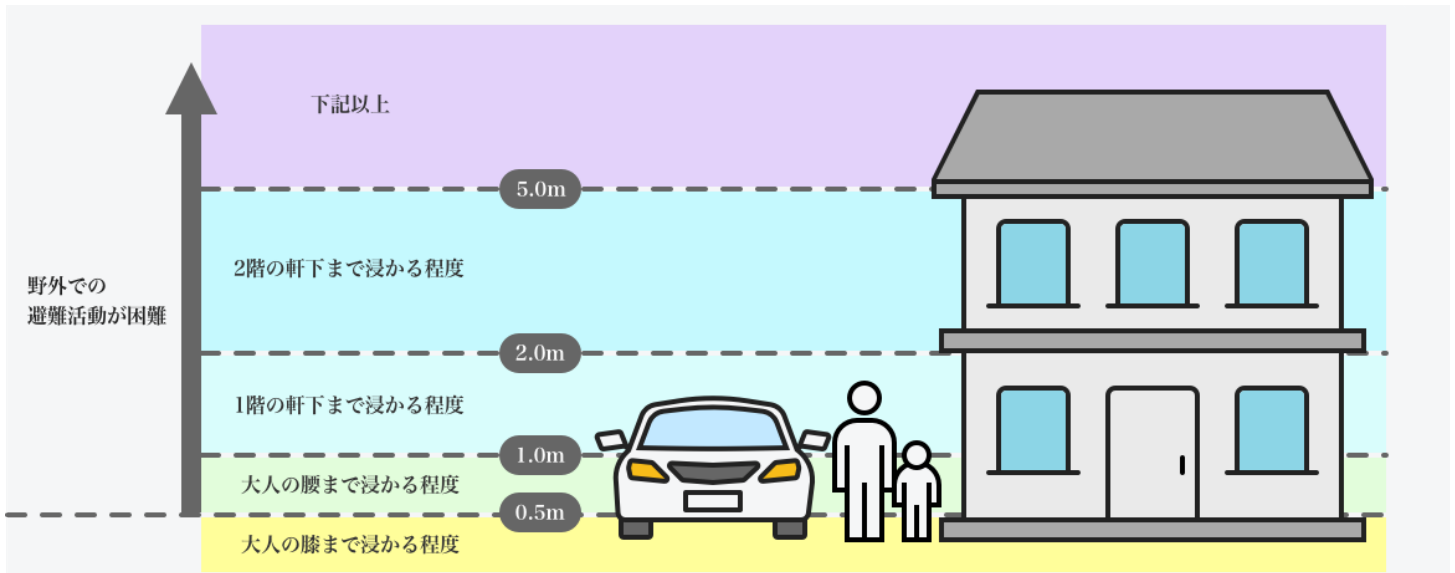 下記以上
5.0m
2階の軒下まで浸かる程度
野外での
避難活動が困難
2.0m
1階の軒下まで浸かる程度
1.0m
大人の腰まで浸かる程度
0.5m
大人の膝まで浸かる程度